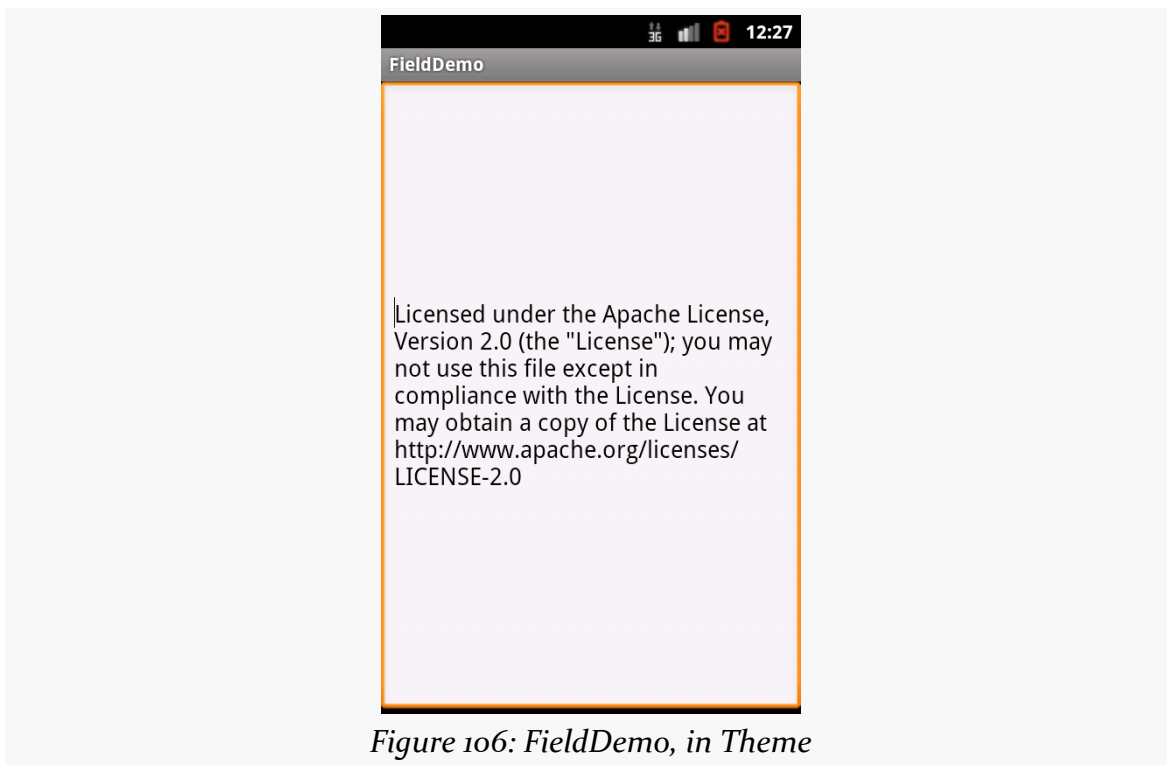 3G 12:27
FieldDemo
Licensed under the Apache License,
Version 2.0 (the "License"); you may
not use this file except in
compliance with the License. You
may obtain a copy of the License at
http://www.apache.org/licenses/
LICENSE-2.0
Figure 106: FieldDemo, in Theme